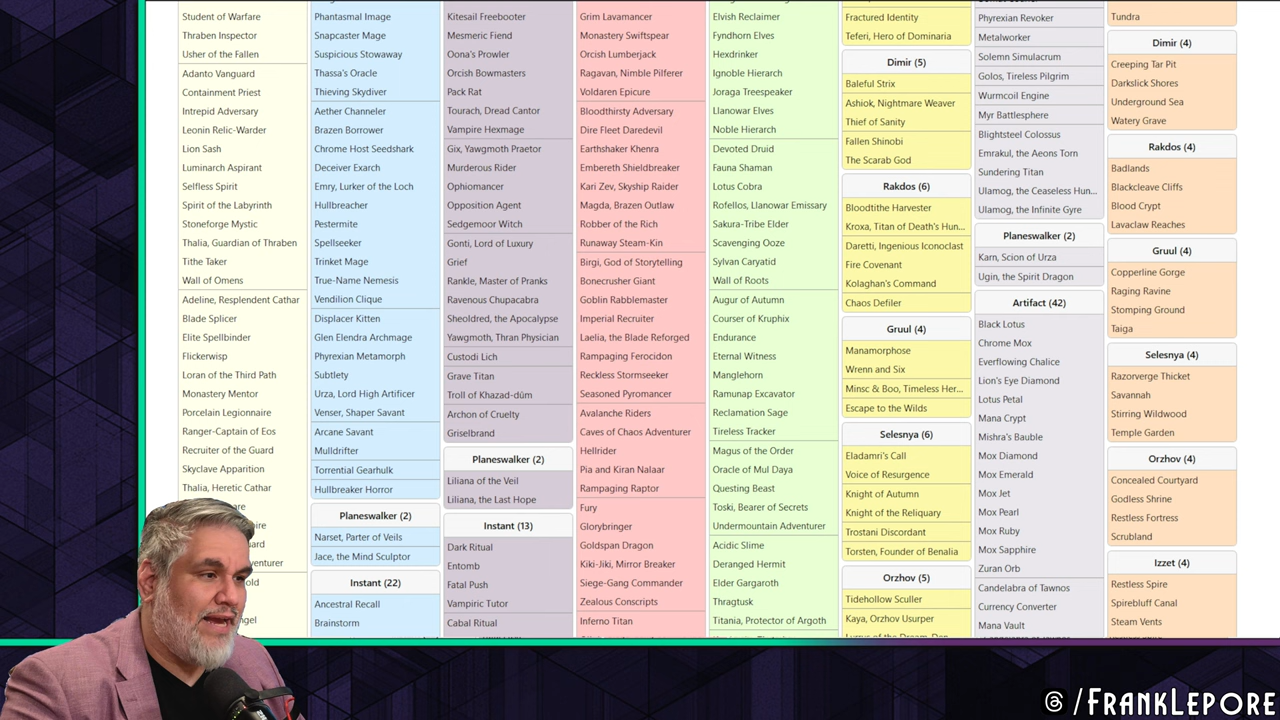 Student of Warfare
Thraben Inspector
Usher of the Fallen
Adanto Vanguard
Containment Priest
Intrepid Adversary
Leonin Relic-Warder
Lion Sash
Luminarch Aspirant
Selfless Spirit
Spirit of the Labyrinth
Stoneforge Mystic
Thalia, Guardian of Thraben
Tithe Taker
Wall of Omens
Adeline, Resplendent Cathar
Blade Splicer
Elite Spellbinder
Flickerwisp
Loran of the Third Path
Monastery Mentor
Porcelain Legionnaire
Ranger-Captain of Eos
Recruiter of the Guard
Skyclave Apparition
Thalia, Heretic Cathar
Phantasmal Image
Snapcaster Mage
Suspicious Stowaway
Thassa's Oracle
Thieving Skydiver
Aether Channeler
Brazen Borrower
Chrome Host Seedshark
Deceiver Exarch
Emry, Lurker of the Loch
Hullbreacher
Pestermite
Spellseeker
Trinket Mage
True-Name Nemesis
Vendilion Clique
Displacer Kitten
Glen Elendra Archmage
Phyrexian Metamorph
Subtlety
Urza, Lord High Artificer
Venser, Shaper Savant
Arcane Savant
Mulldrifter
Torrential Gearhulk
Hullbreaker Horror
Planeswalker (2)
Narset, Parter of Veils
Jace, the Mind Sculptor
Instant (22)
Ancestral Recall
Brainstorm
Kitesail Freebooter
Mesmeric Fiend
Oona's Prowler
Orcish Bowmasters
Pack Rat
Tourach, Dread Cantor
Vampire Hexmage
Gix, Yawgmoth Praetor
Murderous Rider
Ophiomancer
Opposition Agent
Sedgemoor Witch
Gonti, Lord of Luxury
Grief
Rankle, Master of Pranks
Ravenous Chupacabra
Sheoldred, the Apocalypse
Yawgmoth, Thran Physician
Custodi Lich
Grave Titan
Troll of Khazad-dûm
Archon of Cruelty
Griselbrand
Planeswalker (2)
Liliana of the Veil
Liliana, the Last Hope
Instant (13)
Dark Ritual
Entomb
Fatal Push
Vampiric Tutor
Cabal Ritual
Grim Lavamancer
Monastery Swiftspear
Orcish Lumberjack
Ragavan, Nimble Pilferer
Voldaren Epicure
Bloodthirsty Adversary
Dire Fleet Daredevil
Earthshaker Khenra
Embereth Shieldbreaker
Kari Zev, Skyship Raider
Magda, Brazen Outlaw
Robber of the Rich
Runaway Steam-Kin
Birgi, God of Storytelling
Bonecrusher Giant
Goblin Rabblemaster
Imperial Recruiter
Laelia, the Blade Reforged
Rampaging Ferocidon
Reckless Stormseeker
Seasoned Pyromancer
Avalanche Riders
Caves of Chaos Adventurer
Hellrider
Pia and Kiran Nalaar
Rampaging Raptor
Fury
Glorybringer
Goldspan Dragon
Kiki-Jiki, Mirror Breaker
Siege-Gang Commander
Zealous Conscripts
Inferno Titan
Elvish Reclaimer
Fyndhorn Elves
Hexdrinker
Ignoble Hierarch
Joraga Treespeaker
Llanowar Elves
Noble Hierarch
Devoted Druid
Fauna Shaman
Lotus Cobra
Rofellos, Llanowar Emissary
Sakura-Tribe Elder
Scavenging Ooze
Sylvan Caryatid
Wall of Roots
Augur of Autumn
Courser of Kruphix
Endurance
Eternal Witness
Manglehorn
Ramunap Excavator
Reclamation Sage
Tireless Tracker
Magus of the Order
Oracle of Mul Daya
Questing Beast
Toski, Bearer of Secrets
Undermountain Adventurer
Acidic Slime
Deranged Hermit
Elder Gargaroth
Thragtusk
Titania, Protector of Argoth
Fractured Identity
Teferi, Hero of Dominaria
Dimir (5)
Baleful Strix
Ashiok, Nightmare Weaver
Thief of Sanity
Fallen Shinobi
The Scarab God
Rakdos (6)
Bloodtithe Harvester
Kroxa, Titan of Death's Hun...
Daretti, Ingenious Iconoclast
Fire Covenant
Kolaghan's Command
Chaos Defiler
Gruul (4)
Manamorphose
Wrenn and Six
Minsc & Boo, Timeless Her...
Escape to the Wilds
Selesnya (6)
Eladamri's Call
Voice of Resurgence
Knight of Autumn
Knight of the Reliquary
Trostani Discordant
Torsten, Founder of Benalia
Orzhov (5)
Tidehollow Sculler
Kaya, Orzhov Usurper
Phyrexian Revoker
Metalworker
Solemn Simulacrum
Golos, Tireless Pilgrim
Wurmcoil Engine
Myr Battlesphere
Blightsteel Colossus
Emrakul, the Aeons Torn
Sundering Titan
Ulamog, the Ceaseless Hun...
Ulamog, the Infinite Gyre
Planeswalker (2)
Karn, Scion of Urza
Ugin, the Spirit Dragon
Artifact (42)
Black Lotus
Chrome Mox
Everflowing Chalice
Lion's Eye Diamond
Lotus Petal
Mana Crypt
Mishra's Bauble
Mox Diamond
Mox Emerald
Mox Jet
Mox Pearl
Mox Ruby
Mox Sapphire
Zuran Orb
Candelabra of Tawnos
Currency Converter
Mana Vault
Tundra
Dimir (4)
Creeping Tar Pit
Darkslick Shores
Underground Sea
Watery Grave
Rakdos (4)
Badlands
Blackcleave Cliffs
Blood Crypt
Lavaclaw Reaches
Gruul (4)
Copperline Gorge
Raging Ravine
Stomping Ground
Taiga
Selesnya (4)
Razorverge Thicket
Savannah
Stirring Wildwood
Temple Garden
Orzhov (4)
Concealed Courtyard
Godless Shrine
Restless Fortress
Scrubland
Izzet (4)
Restless Spire
Spirebluff Canal
Steam Vents
/FRANKLEPORE